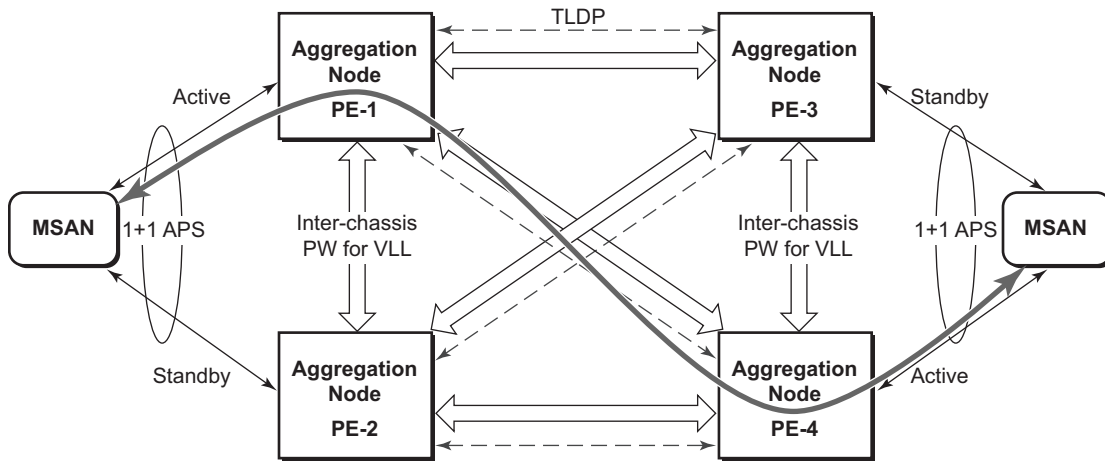 TLDP
Aggregation
Node
PE-1
Aggregation
Node
PE-3
Active
Standby
MSAN
1+1 APS
Inter-chassis
PW for VLL
Inter-chassis
PW for VLL
1+1 APS
MSAN
Standby
Aggregation
Node
PE-2
Aggregation
Node
PE-4
Active